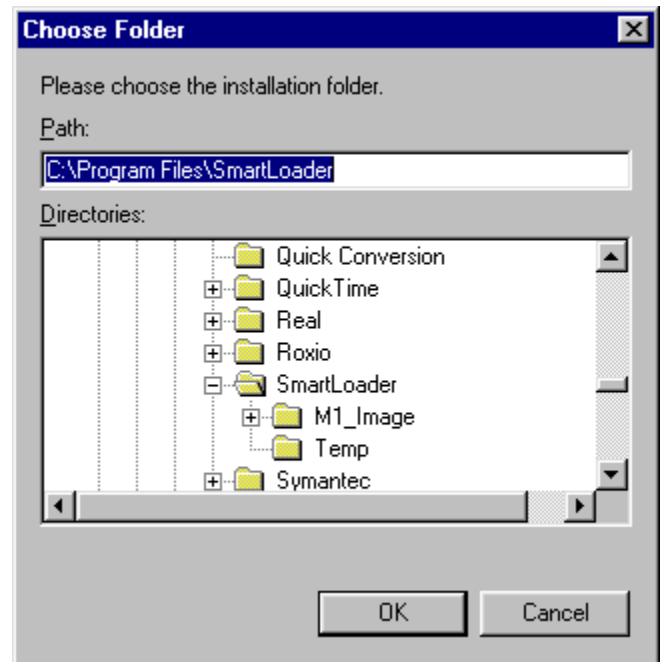 Choose Folder
Please choose the installation folder.
Path:
C:\Program Files\SmartLoader
Directories:
Quick Conversion
QuickTime
Real
Roxio
SmartLoader
M1_Image
Temp
Symantec
OK
Cancel